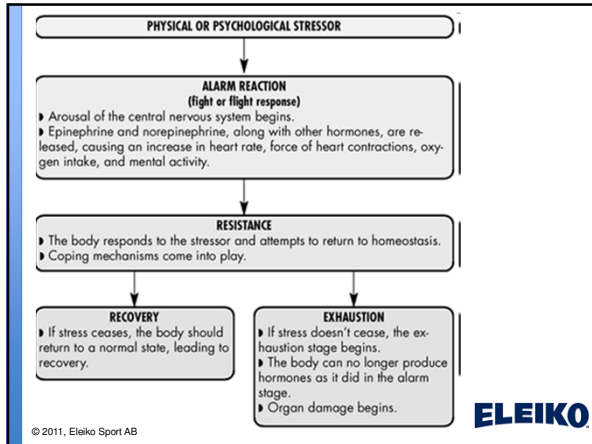 PHYSICAL OR PSYCHOLOGICAL STRESSOR
ALARM REACTION
(fight or flight response)
◗ Arousal of the central nervous system begins.
◗ Epinephrine and norepinephrine, along with other hormones, are re-
leased, causing an increase in heart rate, force of heart contractions, oxy-
gen intake, and mental activity.
RESISTANCE
◗ The body responds to the stressor and attempts to return to homeostasis.
◗ Coping mechanisms come into play.
RECOVERY
◗ If stress ceases, the body should
return to a normal state, leading to
recovery.
EXHAUSTION
◗ If stress doesn't cease, the ex-
haustion stage begins.
◗ The body can no longer produce
hormones as it did in the alarm
stage.
◗ Organ damage begins.
© 2011, Eleiko Sport AB
ELEIKO